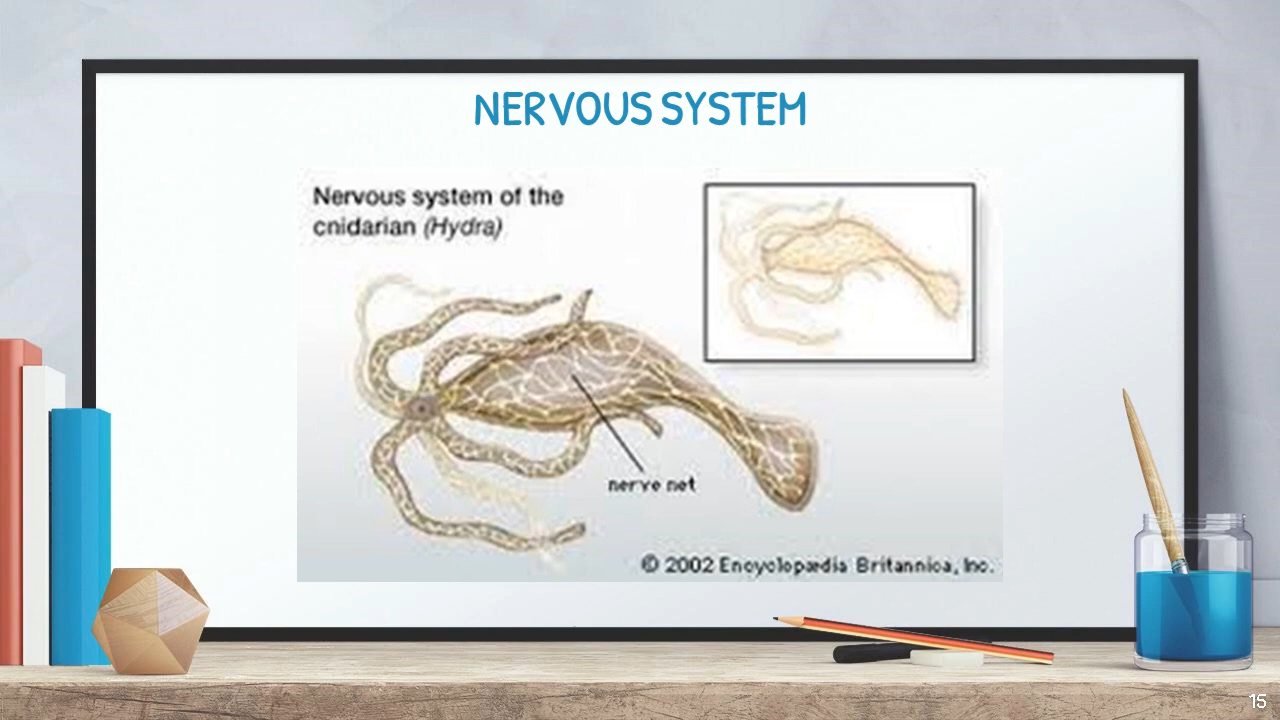 NERVOUS SYSTEM
Nervous system of the
cnidarian (Hydra)
nerve net
© 2002 Encyclopædia Britannica, Inc.
15